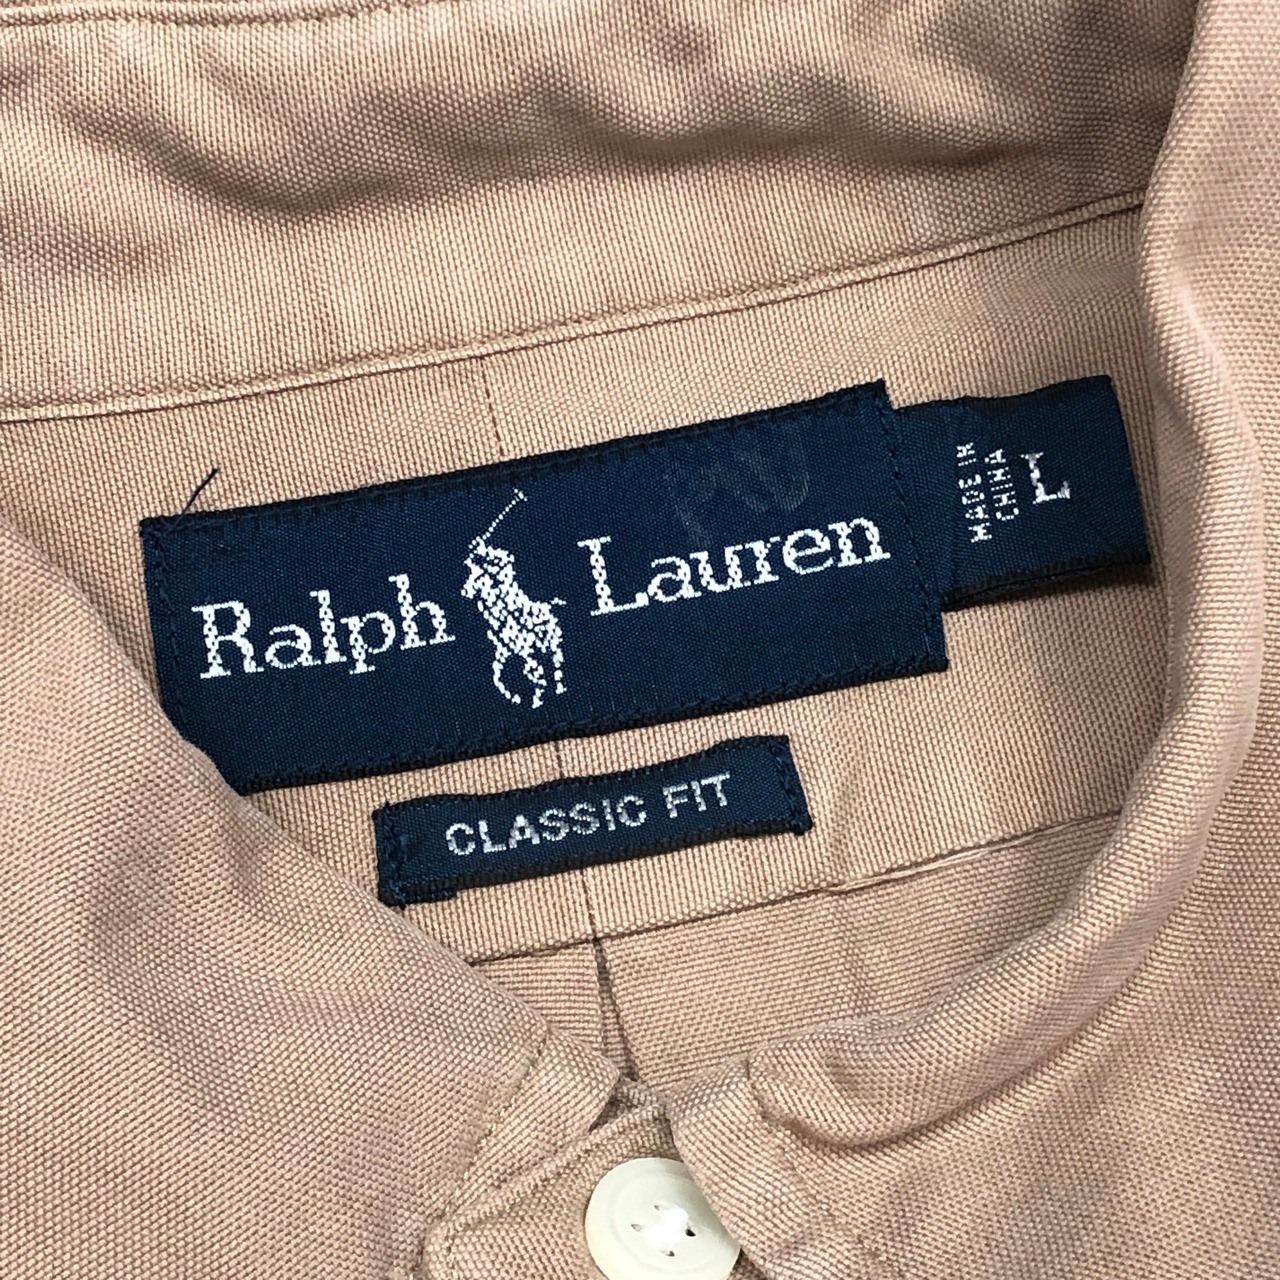 Ralph Lauren
MADE IN
CHINA
L
CLASSIC FIT